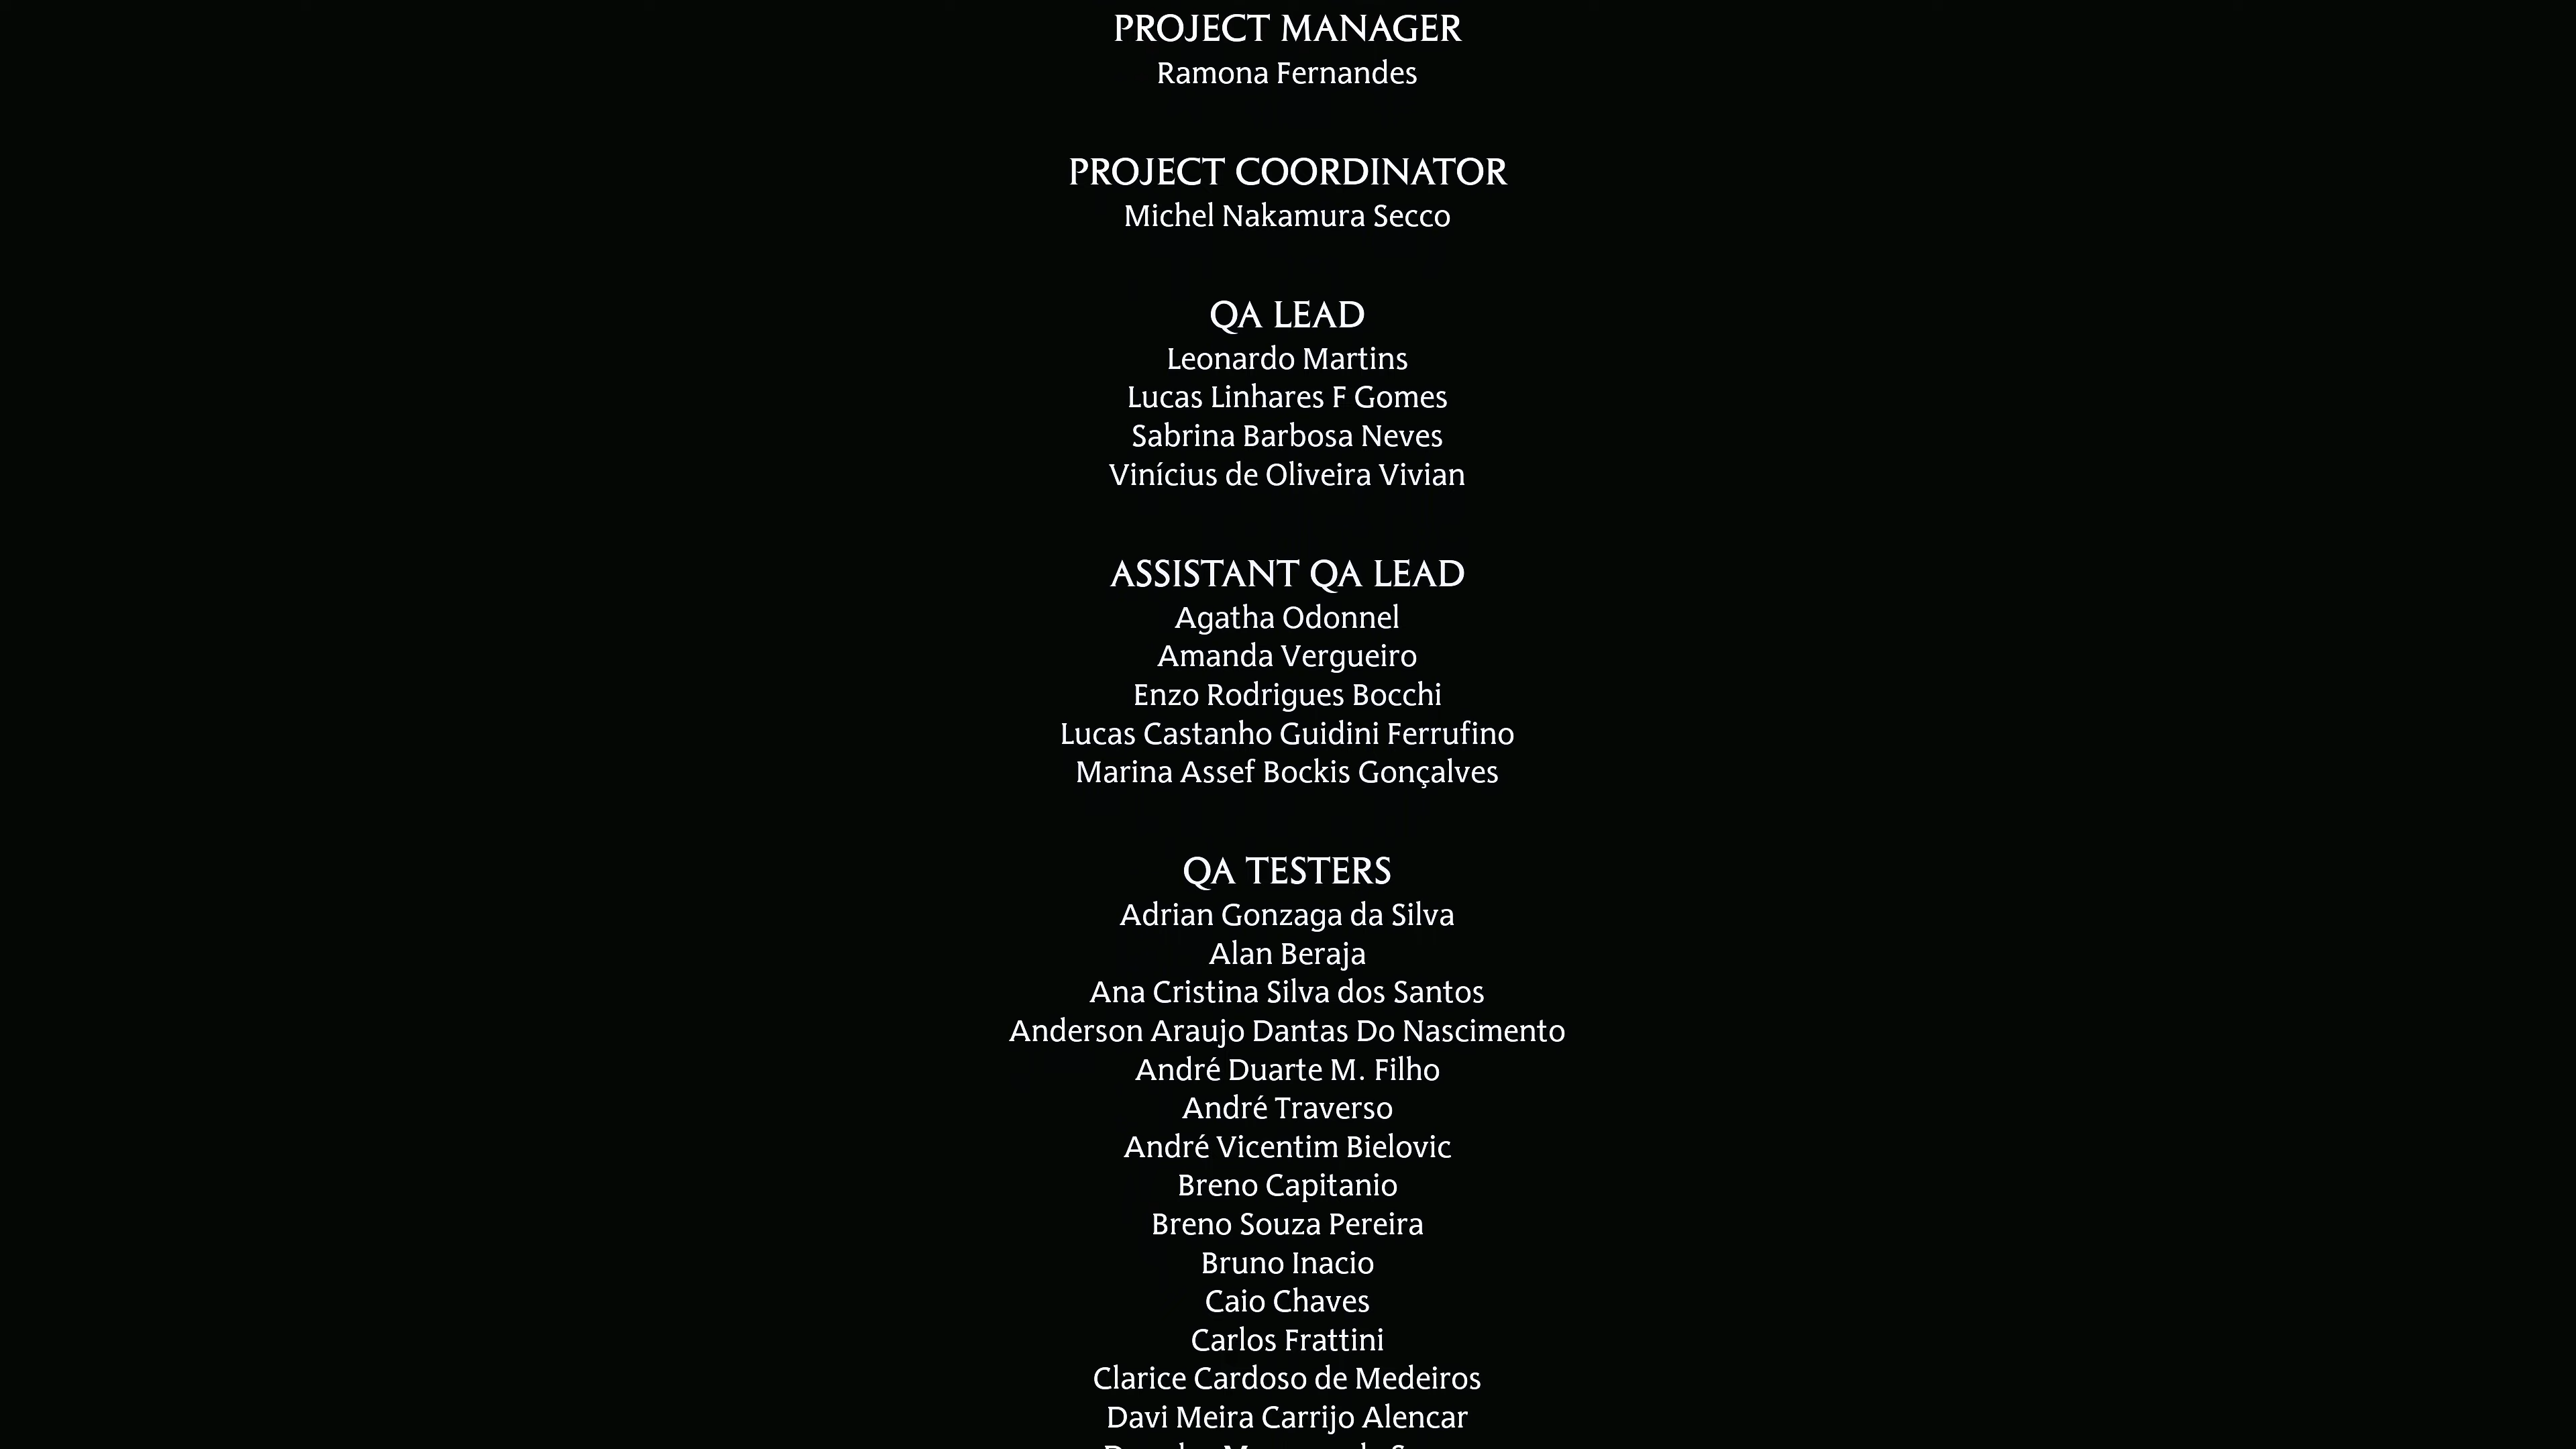 PROJECT MANAGER
Ramona Fernandes
PROJECT COORDINATOR
Michel Nakamura Secco
QA LEAD
Leonardo Martins
Lucas Linhares F Gomes
Sabrina Barbosa Neves
Vinícius de Oliveira Vivian
ASSISTANT QA LEAD
Agatha Odonnel
Amanda Vergueiro
Enzo Rodrigues Bocchi
Lucas Castanho Guidini Ferrufino
Marina Assef Bockis Gonçalves
QA TESTERS
Adrian Gonzaga da Silva
Alan Beraja
Ana Cristina Silva dos Santos
Anderson Araujo Dantas Do Nascimento
André Duarte M. Filho
André Traverso
André Vicentim Bielovic
Breno Capitanio
Breno Souza Pereira
Bruno Inacio
Caio Chaves
Carlos Frattini
Clarice Cardoso de Medeiros
Davi Meira Carrijo Alencar